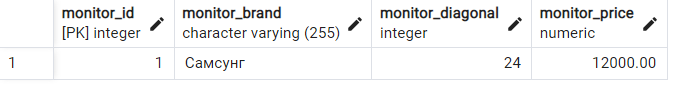 monitor_id monitor_brand monitor_diagonal monitor_price
[PK] integer character varying (255) integer numeric
1 1 Самсунг 24 12000.00